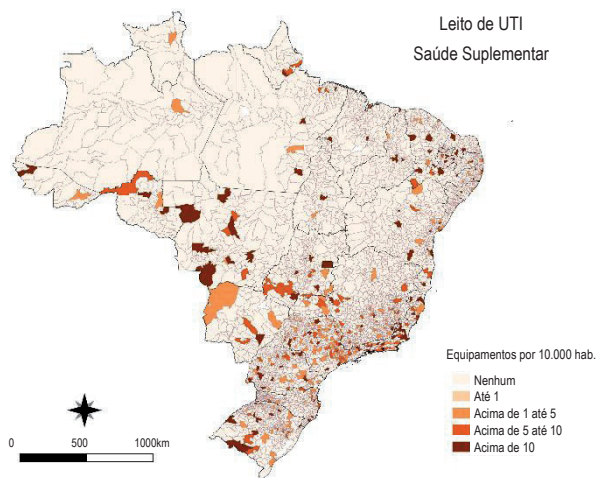 Leito de UTI
Saúde Suplementar
Equipamentos por 10.000 hab.
Nenhum
Até 1
Acima de 1 até 5
Acima de 5 até 10
Acima de 10
0 500 1000km